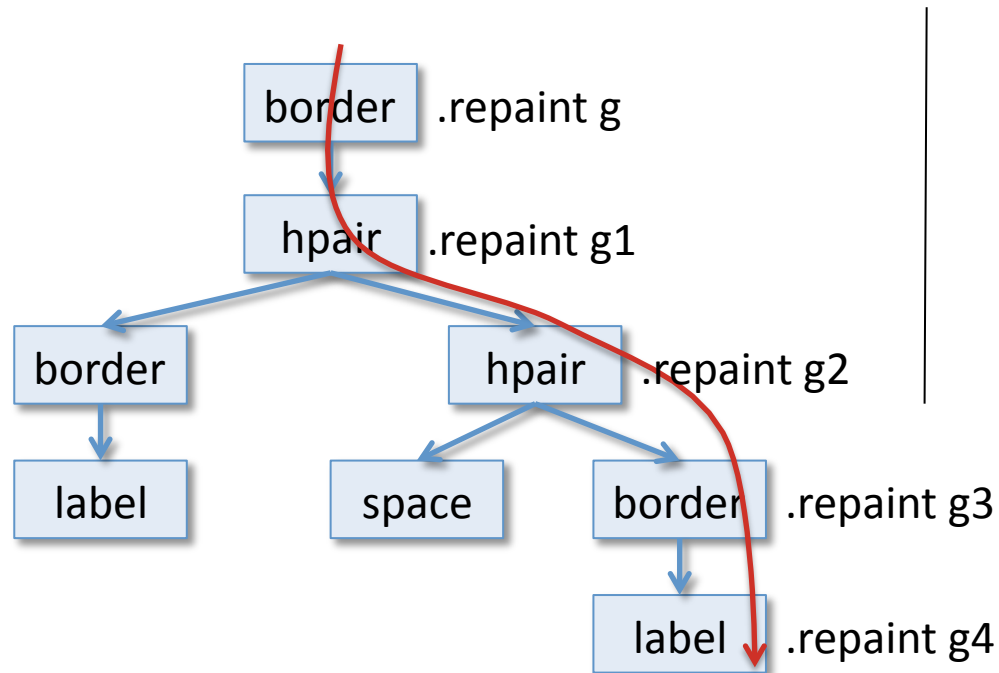 border .repaint g
hpair .repaint g1
border hpair .repaint g2
label space border .repaint g3
label .repaint g4